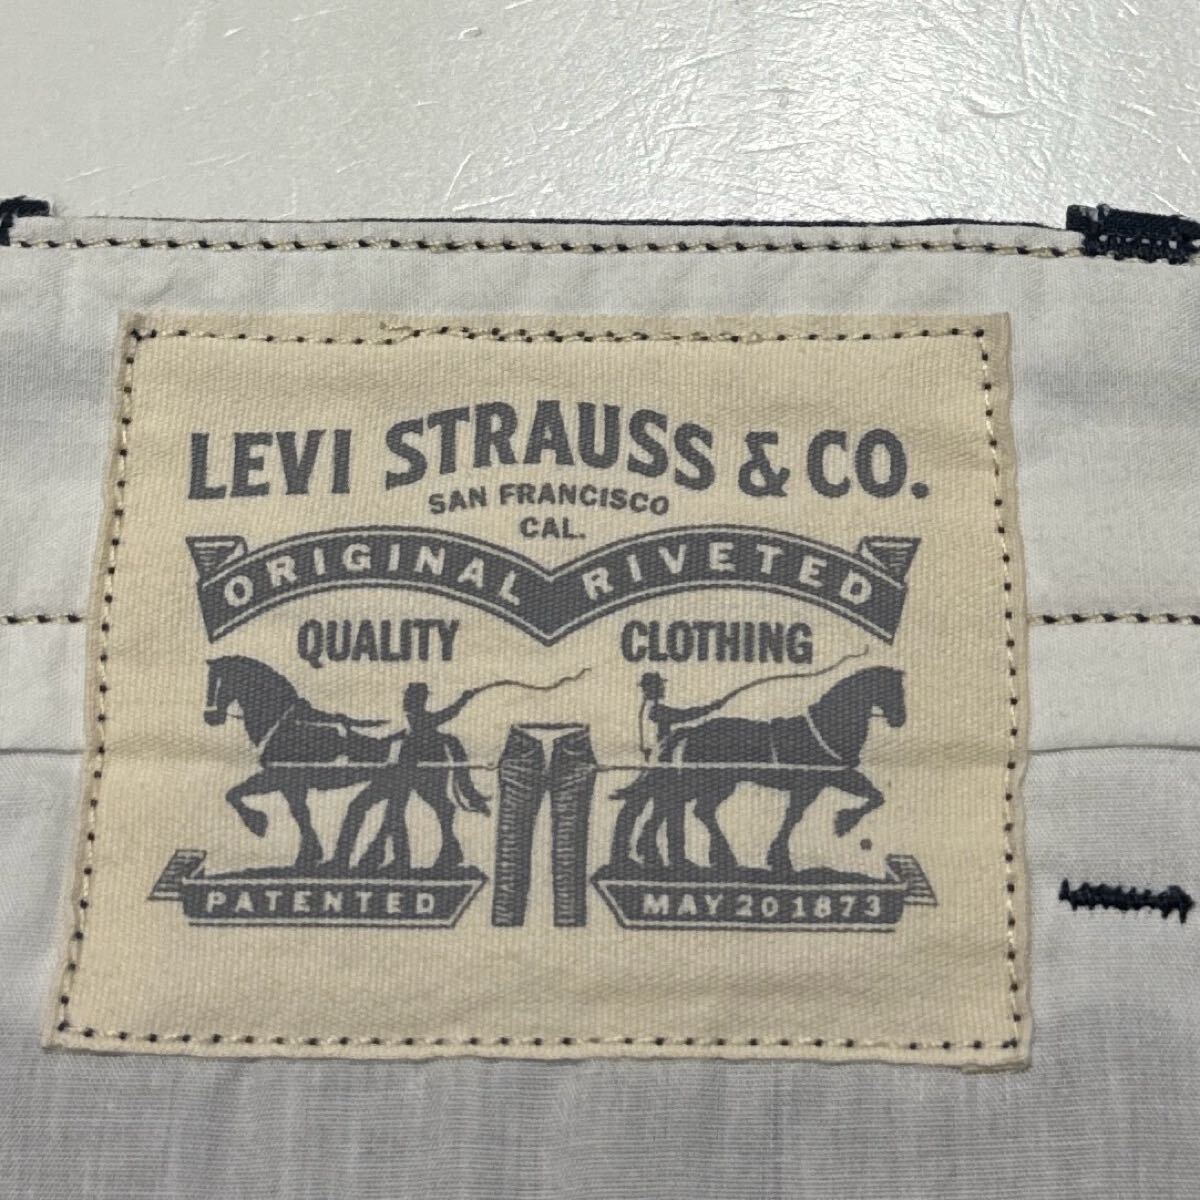 LEVI STRAUSS & CO.
SAN FRANCISCO
CAL.
ORIGINAL RIVETED
QUALITY CLOTHING
PATENTED MAY 20 1873